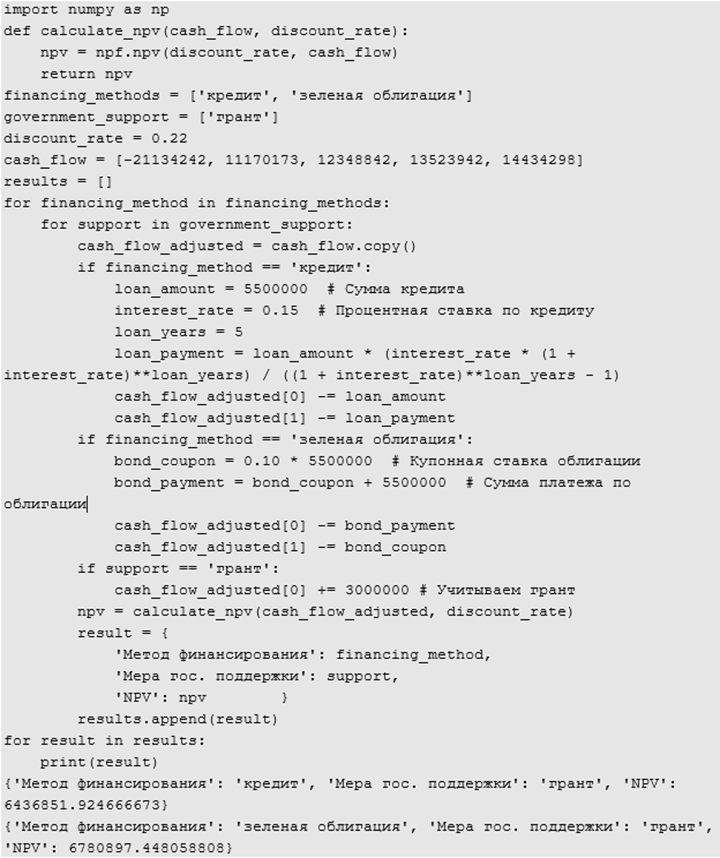 import numpy as np
def calculate_npv(cash_flow, discount_rate):
    npv = npf.npv(discount_rate, cash_flow)
    return npv
financing_methods = ['кредит', 'зеленая облигация']
government_support = ['грант']
discount_rate = 0.22
cash_flow = [-21134242, 11170173, 12348842, 13523942, 14434298]
results = []
for financing_method in financing_methods:
    for support in government_support:
        cash_flow_adjusted = cash_flow.copy()
        if financing_method == 'кредит':
            loan_amount = 5500000  # Сумма кредита
            interest_rate = 0.15  # Процентная ставка по кредиту
            loan_years = 5
            loan_payment = loan_amount * (interest_rate * (1 +
interest_rate)**loan_years) / ((1 + interest_rate)**loan_years - 1)
            cash_flow_adjusted[0] -= loan_amount
            cash_flow_adjusted[1] -= loan_payment
        if financing_method == 'зеленая облигация':
            bond_coupon = 0.10 * 5500000  # Купонная ставка облигации
            bond_payment = bond_coupon + 5500000  # Сумма платежа по
облигации
            cash_flow_adjusted[0] -= bond_payment
            cash_flow_adjusted[1] -= bond_coupon
        if support == 'грант':
            cash_flow_adjusted[0] += 3000000 # Учитываем грант
        npv = calculate_npv(cash_flow_adjusted, discount_rate)
        result = {
            'Метод финансирования': financing_method,
            'Мера гос. поддержки': support,
            'NPV': npv        }
        results.append(result)
for result in results:
    print(result)
{'Метод финансирования': 'кредит', 'Мера гос. поддержки': 'грант', 'NPV':
6436851.924666673}
{'Метод финансирования': 'зеленая облигация', 'Мера гос. поддержки': 'грант',
'NPV': 6780897.448058808}